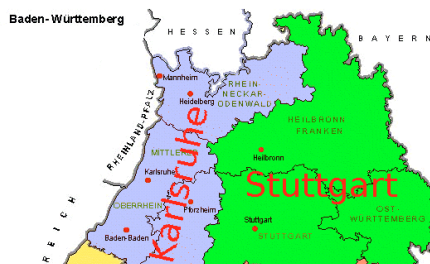 Baden-Württemberg
HESSEN
BAYERN
Mannheim
RHEIN-
NECKAR-
ODENWALD
Heidelberg
RHEINLAND-PFALZ
HEILBRONN
FRANKEN
MITTLERER
Heilbronn
Karlsruhe
Karlsruhe
Stuttgart
OBERRHEIN
Pforzheim
OST-
WÜRTTEMBERG
Stuttgart
STUTTGART
Baden-Baden
REICH